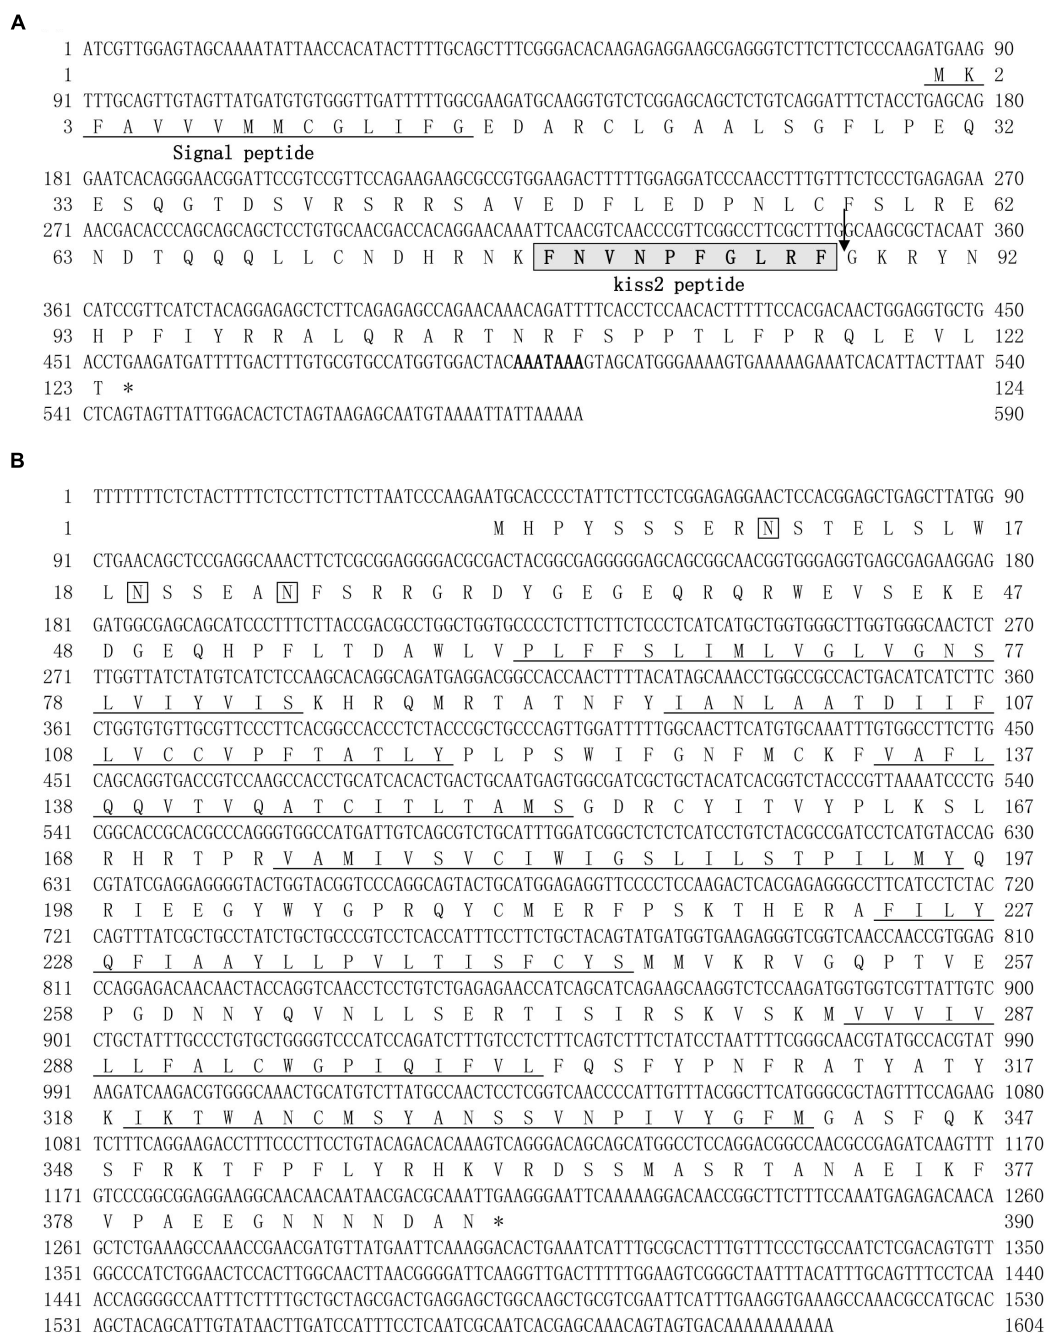 A
1 ATCGTTGGAGTAGCAAAATATTAACCACATACTTTTGCAGCTTTCGGGACACAAGAGAGGAAGCGAGGGTCTTCTTCTCCCAAGATGAAG 90
1 M K 2
91 TTTGCAGTTGTAGTTATGATGTGTGGGTTGATTTTTGGCGAAGATGCAAGGTGTCTCGGAGCAGCTCTGTCAGGATTTCTACCTGAGCAG 180
3 F A V V V M M C G L I F G E D A R C L G A A L S G F L P E Q 32
Signal peptide
181 GAATCACAGGGAACGGATTCCGTCCGTTCCAGAAGAAGCGCCGTGGAAGACTTTTTGGAGGATCCCAACCTTTGTTTCTCCCTGAGAGAA 270
33 E S Q G T D S V R S R R S A V E D F L E D P N L C F S L R E 62
271 AACGACACCCAGCAGCAGCTCCTGTGCAACGACCACAGGAACAAATTCAACGTCAACCCGTTCGGCCTTCGCTTTGGCAAGCGCTACAAT 360
63 N D T Q Q Q L L C N D H R N K F N V N P F G L R F G K R Y N 92
kiss2 peptide
361 CATCCGTTCATCTACAGGAGAGCTCTTCAGAGAGCCAGAACAAACAGATTTTCACCTCCAACACTTTTTCCACGACAACTGGAGGTGCTG 450
93 H P F I Y R R A L Q R A R T N R F S P P T L F P R Q L E V L 122
451 ACCTGAAGATGATTTTGACTTTGTGCGTGCCATGGTGGACTACAAATAAAGTAGCATGGGAAAAGTGAAAAAGAAATCACATTACTTAAT 540
123 T * 124
541 CTCAGTAGTTATTGGACACTCTAGTAAGAGCAATGTAAAATTATTAAAAA 590
B
1 TTTTTTTCTCTACTTTTCTCCTTCTTCTTAATCCCAAGAATGCACCCCTATTCTTCCTCGGAGAGGAACTCCACGGAGCTGAGCTTATGG 90
1 M H P Y S S S E R N S T E L S L W 17
91 CTGAACAGCTCCGAGGCAAACTTCTCGCGGAGGGGACGCGACTACGGCGAGGGGGAGCAGCGGCAACGGTGGGAGGTGAGCGAGAAGGAG 180
18 L N S S E A N F S R R G R D Y G E G E Q R Q R W E V S E K E 47
181 GATGGCGAGCAGCATCCCTTTCTTACCGACGCCTGGCTGGTGCCCCTCTTCTTCTCCCTCATCATGCTGGTGGGCTTGGTGGGCAACTCT 270
48 D G E Q H P F L T D A W L V P L F F S L I M L V G L V G N S 77
271 TTGGTTATCTATGTCATCTCCAAGCACAGGCAGATGAGGACGGCCACCAACTTTTACATAGCAAACCTGGCCGCCACTGACATCATCTTC 360
78 L V I Y V I S K H R Q M R T A T N F Y I A N L A A T D I I F 107
361 CTGGTGTGTTGCGTTCCCTTCACGGCCACCCTCTACCCGCTGCCCAGTTGGATTTTTGGCAACTTCATGTGCAAATTTGTGGCCTTCTTG 450
108 L V C C V P F T A T L Y P L P S W I F G N F M C K F V A F L 137
451 CAGCAGGTGACCGTCCAAGCCACCTGCATCACACTGACTGCAATGAGTGGCGATCGCTGCTACATCACGGTCTACCCGTTAAAATCCCTG 540
138 Q Q V T V Q A T C I T L T A M S G D R C Y I T V Y P L K S L 167
541 CGGCACCGCACGCCCAGGGTGGCCATGATTGTCAGCGTCTGCATTTGGATCGGCTCTCTCATCCTGTCTACGCCGATCCTCATGTACCAG 630
168 R H R T P R V A M I V S V C I W I G S L I L S T P I L M Y Q 197
631 CGTATCGAGGAGGGGTACTGGTACGGTCCCAGGCAGTACTGCATGGAGAGGTTCCCCTCCAAGACTCACGAGAGGGCCTTCATCCTCTAC 720
198 R I E E G Y W Y G P R Q Y C M E R F P S K T H E R A F I L Y 227
721 CAGTTTATCGCTGCCTATCTGCTGCCCGTCCTCACCATTTCCTTCTGCTACAGTATGATGGTGAAGAGGGTCGGTCAACCAACCGTGGAG 810
228 Q F I A A Y L L P V L T I S F C Y S M M V K R V G Q P T V E 257
811 CCAGGAGACAACAACTACCAGGTCAACCTCCTGTCTGAGAGAACCATCAGCATCAGAAGCAAGGTCTCCAAGATGGTGGTCGTTATTGTC 900
258 P G D N N Y Q V N L L S E R T I S I R S K V S K M V V V I V 287
901 CTGCTATTTGCCCTGTGCTGGGGTCCCATCCAGATCTTTGTCCTCTTTCAGTCTTTCTATCCTAATTTTCGGGCAACGTATGCCACGTAT 990
288 L L F A L C W G P I Q I F V L F Q S F Y P N F R A T Y A T Y 317
991 AAGATCAAGACGTGGGCAAACTGCATGTCTTATGCCAACTCCTCGGTCAACCCCATTGTTTACGGCTTCATGGGCGCTAGTTTCCAGAAG 1080
318 K I K T W A N C M S Y A N S S V N P I V Y G F M G A S F Q K 347
1081 TCTTTCAGGAAGACCTTTCCCTTCCTGTACAGACACAAAGTCAGGGACAGCAGCATGGCCTCCAGGACGGCCAACGCCGAGATCAAGTTT 1170
348 S F R K T F P F L Y R H K V R D S S M A S R T A N A E I K F 377
1171 GTCCCGGCGGAGGAAGGCAACAACAATAACGACGCAAATTGAAGGGAATTCAAAAAGGACAACCGGCTTCTTTCCAAATGAGAGACAACA 1260
378 V P A E E G N N N N D A N * 390
1261 GCTCTGAAAGCCAAACCGAACGATGTTATGAATTCAAAGGACACTGAAATCATTTGCGCACTTTGTTTCCCTGCCAATCTCGACAGTGTT 1350
1351 GGCCCATCTGGAACTCCACTTGGCAACTTAACGGGGATTCAAGGTTGACTTTTTGGAAGTCGGGCTAATTTACATTTGCAGTTTCCTCAA 1440
1441 ACCAGGGGCCAATTTCTTTTGCTGCTAGCGACTGAGGAGCTGGCAAGCTGCGTCGAATTCATTTGAAGGTGAAAGCCAAACGCCATGCAC 1530
1531 AGCTACAGCATTGTATAACTTGATCCATTTCCTCAATCGCAATCACGAGCAAACAGTAGTGACAAAAAAAAAAA 1604